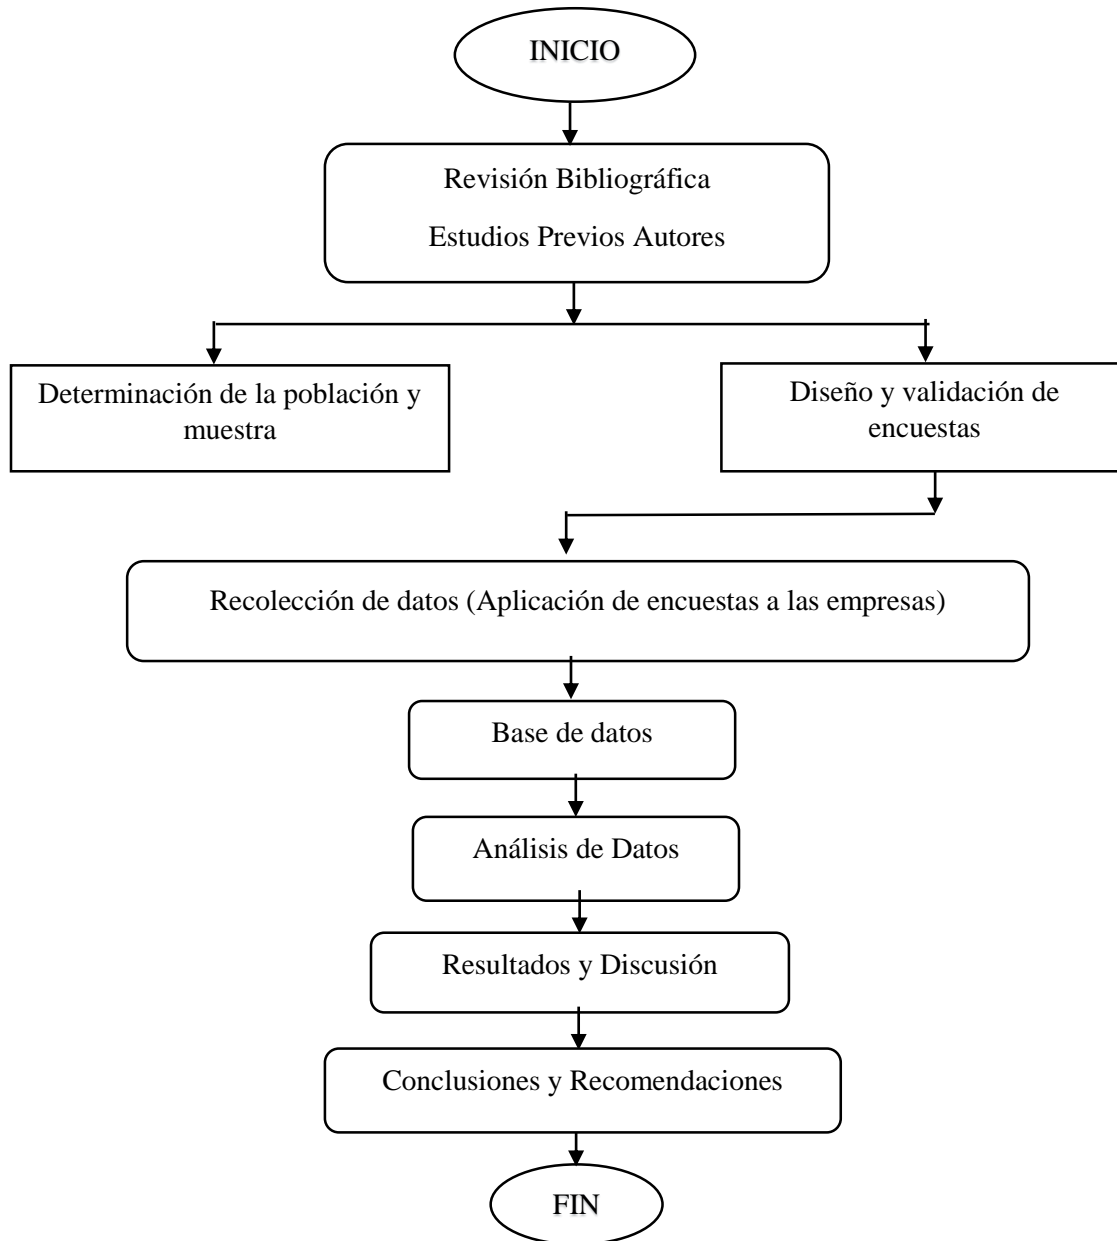 INICIO
Revisión Bibliográfica
Estudios Previos Autores
Determinación de la población y
muestra
Diseño y validación de
encuestas
Recolección de datos (Aplicación de encuestas a las empresas)
Base de datos
Análisis de Datos
Resultados y Discusión
Conclusiones y Recomendaciones
FIN